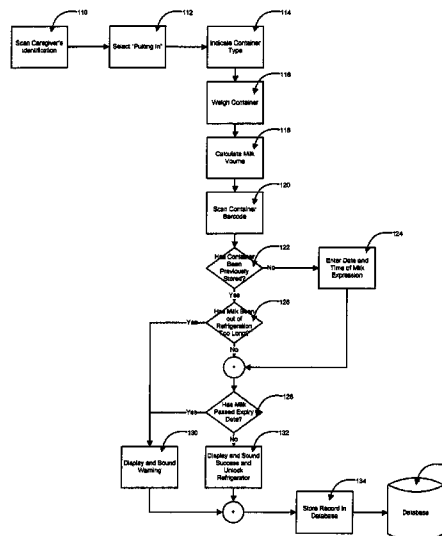 110
112
114
Scan Caregiver's
Identification
Select "Putting In"
Indicate Container
Type
116
Weigh Container
118
Calculate Milk
Volume
120
Scan Container
Barcode
122
124
Has Container
Been
Previously
Stored?
No
Enter Date and
Time of Milk
Expression
Yes
126
Has Milk Been
out of
Refrigeration
Too Long?
Yes
No
Has Milk
Passed Expiry
Date?
Yes
No
130
132
Display and Sound
Warning
Display and Sound
Success and
Unlock
Refrigerator
134
Store Record in
Database
Database